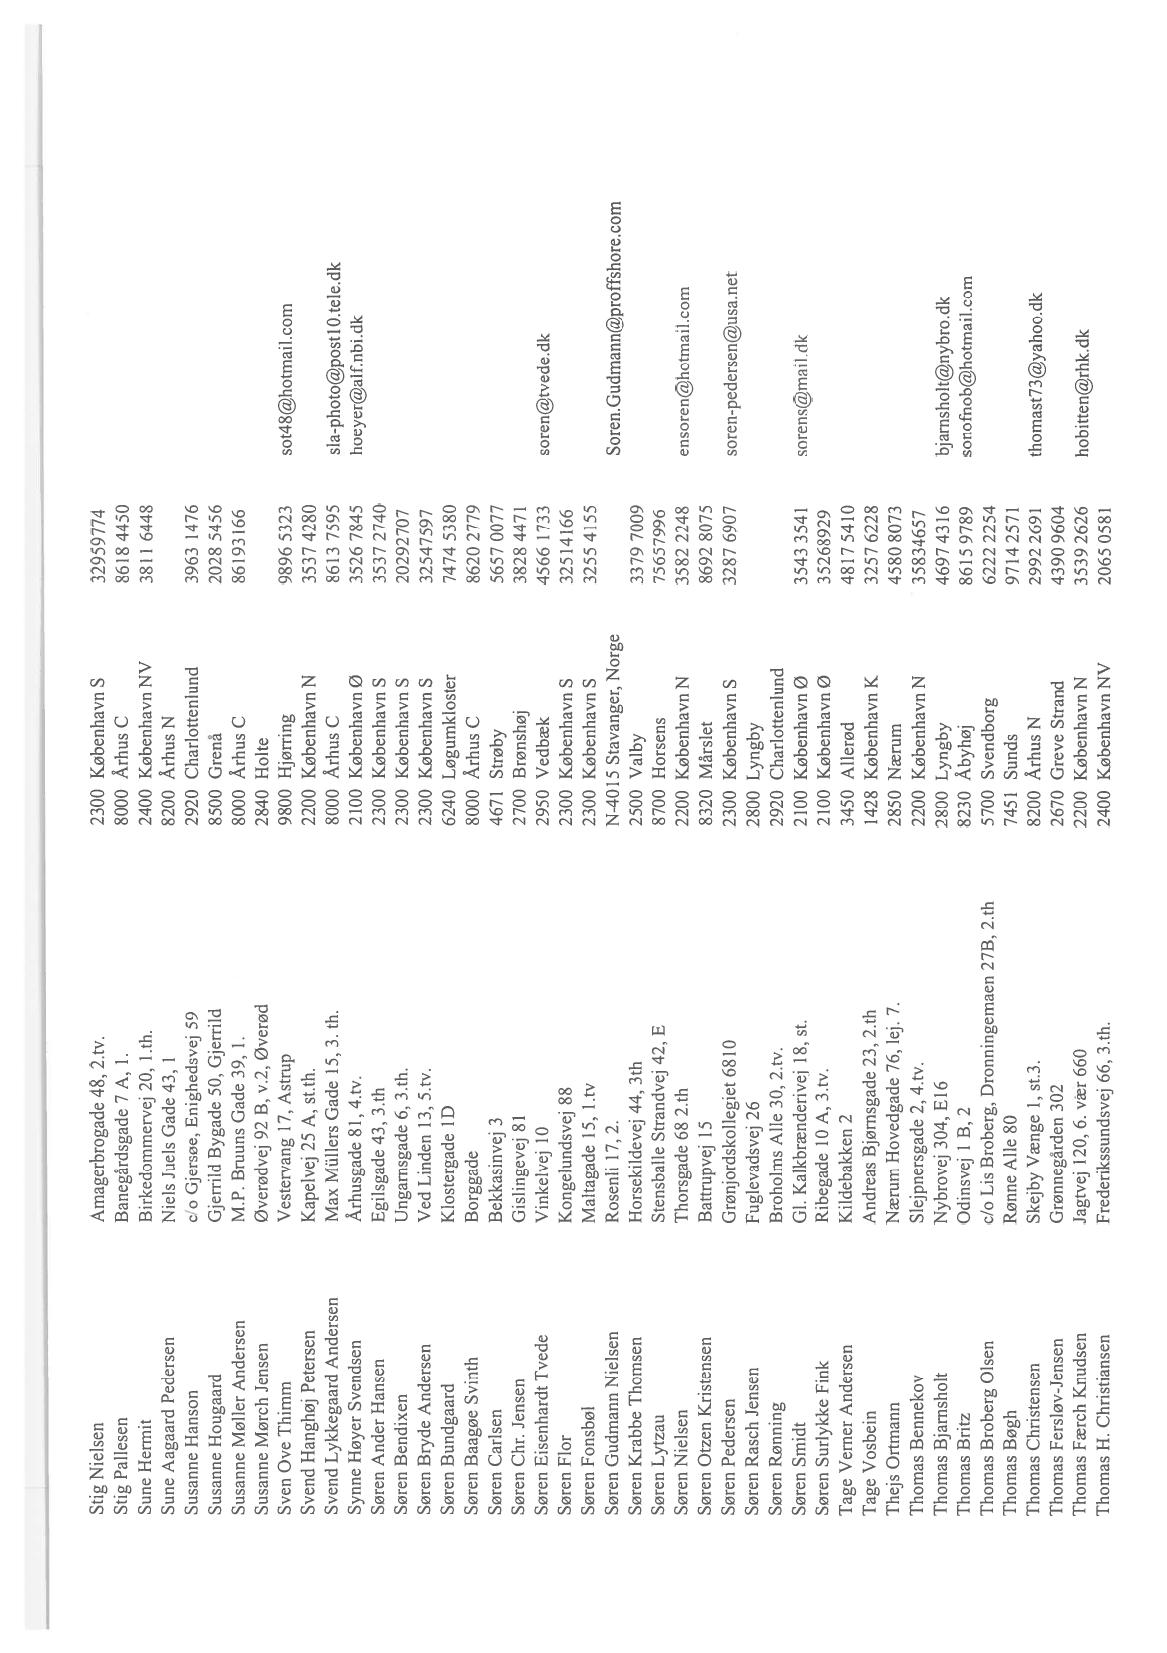 Stig Nielsen Amagerbrogade 48, 2.tv. 2300 København S 32959774
Stig Pallesen Banegårdsgade 7 A, 1. 8000 Århus C 8618 4450
Sune Hermit Birkedommervej 20, 1.th. 2400 København NV 3811 6448
Sune Aagaard Pedersen Niels Juels Gade 43, 1 8200 Århus N
Susanne Hanson c/o Gjersøe, Enighedsvej 59 2920 Charlottenlund 3963 1476
Susanne Hougaard Gjerrild Bygade 50, Gjerrild 8500 Grenå 2028 5456
Susanne Møller Andersen M.P. Bruuns Gade 39, 1. 8000 Århus C 86193166
Susanne Mørch Jensen Øverødvej 92 B, v.2, Øverød 2840 Holte
Sven Ove Thimm Vestervang 17, Astrup 9800 Hjørring 9896 5323 sot48@hotmail.com
Svend Hanghøj Petersen Kapelvej 25 A, st.th. 2200 København N 3537 4280
Svend Lykkegaard Andersen Max Müllers Gade 15, 3. th. 8000 Århus C 8613 7595 sla-photo@post10.tele.dk
Synne Høyer Svendsen Århusgade 81, 4.tv. 2100 København Ø 3526 7845 hoeyer@alf.nbi.dk
Søren Ander Hansen Egilsgade 43, 3.th 2300 København S 3537 2740
Søren Bendixen Ungarnsgade 6, 3.th. 2300 København S 20292707
Søren Bryde Andersen Ved Linden 13, 5.tv. 2300 København S 32547597
Søren Bundgaard Klostergade 1D 6240 Løgumkloster 7474 5380
Søren Baagøe Svinth Borggade 8000 Århus C 8620 2779
Søren Carlsen Bekkasinvej 3 4671 Strøby 5657 0077
Søren Chr. Jensen Gislingevej 81 2700 Brønshøj 3828 4471
Søren Eisenhardt Tvede Vinkelvej 10 2950 Vedbæk 4566 1733 soren@tvede.dk
Søren Flor Kongelundsvej 88 2300 København S 32514166
Søren Fonsbøl Maltagade 15, 1.tv 2300 København S 3255 4155
Søren Gudmann Nielsen Rosenli 17, 2. N-4015 Stavanger, Norge Soren.Gudmann@proffshore.com
Søren Krabbe Thomsen Horsekildevej 44, 3th 2500 Valby 3379 7009
Søren Lytzau Stensballe Strandvej 42, E 8700 Horsens 75657996
Søren Nielsen Thorsgade 68 2.th 2200 København N 3582 2248 ensoren@hotmail.com
Søren Otzen Kristensen Battrupvej 15 8320 Mårslet 8692 8075
Søren Pedersen Grønjordskollegiet 6810 2300 København S 3287 6907 soren-pedersen@usa.net
Søren Rasch Jensen Fuglevadsvej 26 2800 Lyngby
Søren Rønning Broholms Alle 30, 2.tv. 2920 Charlottenlund
Søren Smidt Gl. Kalkbrænderivej 18, st. 2100 København Ø 3543 3541 sorens@mail.dk
Søren Surlykke Fink Ribegade 10 A, 3.tv. 2100 København Ø 35268929
Tage Verner Andersen Kildebakken 2 3450 Allerød 4817 5410
Tage Vosbein Andreas Bjørnsgade 23, 2.th 1428 København K 3257 6228
Thejs Ortmann Nærum Hovedgade 76, lej. 7. 2850 Nærum 4580 8073
Thomas Bennekov Slejpnersgade 2, 4.tv. 2200 København N 35834657
Thomas Bjarnsholt Nybrovej 304, E16 2800 Lyngby 4697 4316 bjarnsholt@nybro.dk
Thomas Britz Odinsvej 1 B, 2 8230 Åbyhøj 8615 9789 sonofnob@hotmail.com
Thomas Broberg Olsen c/o Lis Broberg, Dronningemaen 27B, 2.th 5700 Svendborg 6222 2254
Thomas Bøgh Rønne Alle 80 7451 Sunds 9714 2571
Thomas Christensen Skejby Vænge 1, st.3. 8200 Århus N 2992 2691 thomast73@yahoo.dk
Thomas Fersløv-Jensen Grønnegården 302 2670 Greve Strand 4390 9604
Thomas Færch Knudsen Jagtvej 120, 6. vær 660 2200 København N 3539 2626 hobitten@rhk.dk
Thomas H. Christiansen Frederikssundsvej 66, 3.th. 2400 København NV 2065 0581